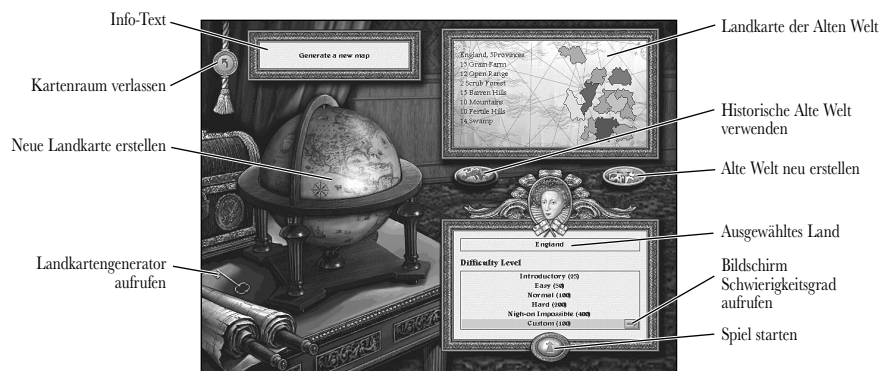 Info-Text
Kartenraum verlassen
Neue Landkarte erstellen
Landkartengenerator
aufrufen
Generate a new map
England, 5 Provinces
15 Grain Farm
12 Open Range
2 Scrub Forest
15 Barren Hills
10 Mountains
10 Fertile Hills
14 Swamp
England
Difficulty Level
Introductory (25)
Easy (50)
Normal (100)
Hard (200)
Nigh-on Impossible (400)
Custom (100)
Landkarte der Alten Welt
Historische Alte Welt
verwenden
Alte Welt neu erstellen
Ausgewähltes Land
Bildschirm
Schwierigkeitsgrad
aufrufen
Spiel starten